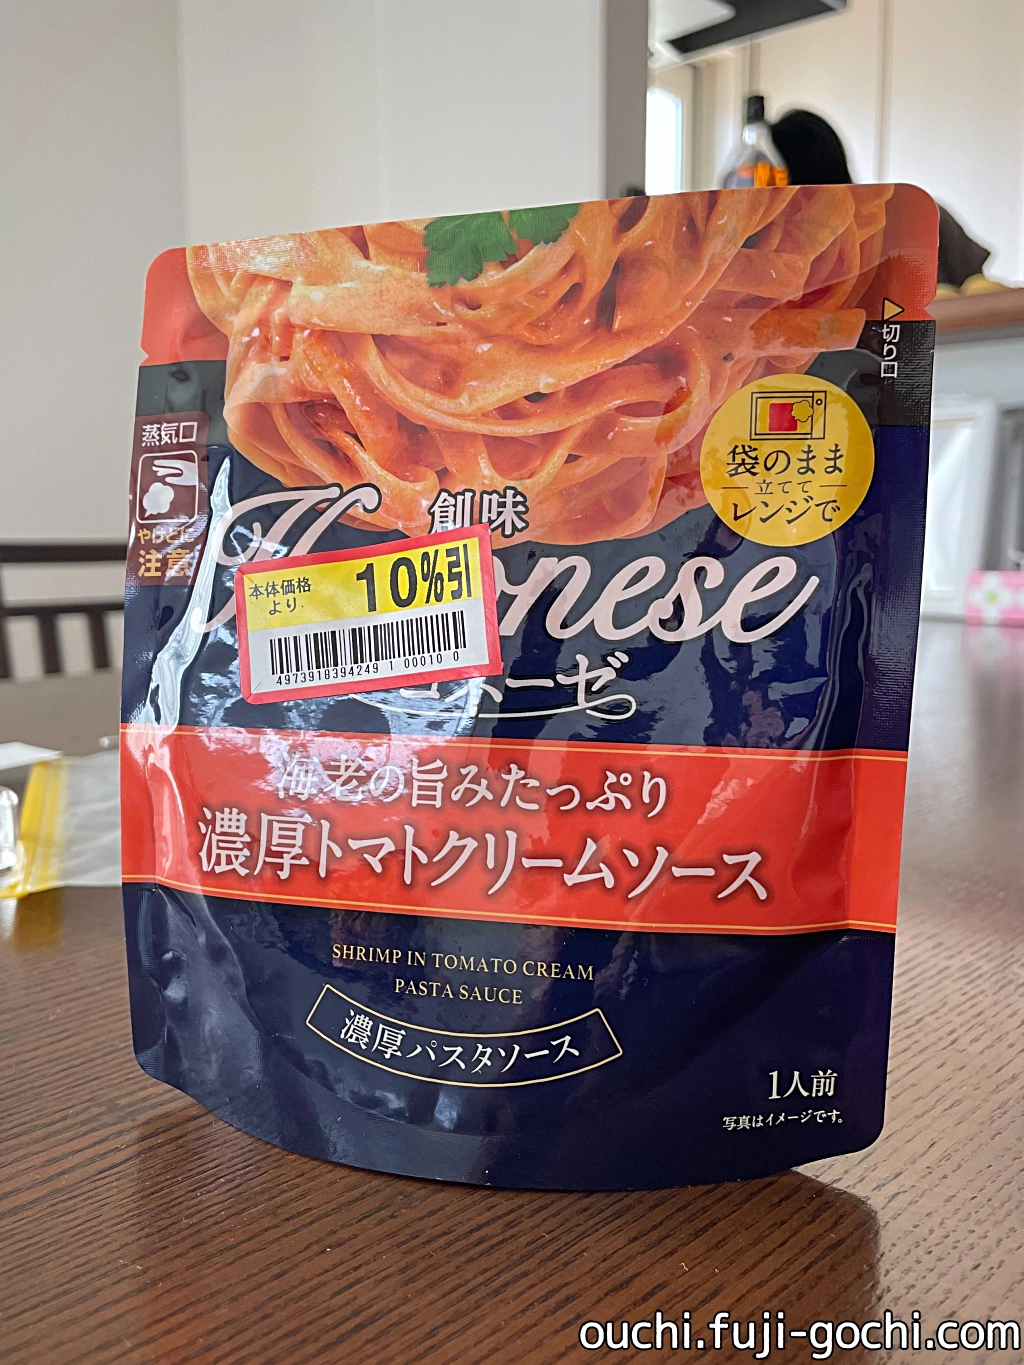 切り口
蒸気口
やけどに
注意
袋のまま
立てて
レンジで
創味
本体価格
より
10%引
4973918394249 1 00010 0
海老の旨みたっぷり
濃厚トマトクリームソース
SHRIMP IN TOMATO CREAM
PASTA SAUCE
濃厚パスタソース
1人前
写真はイメージです。
ouchi.fuji-gochi.com